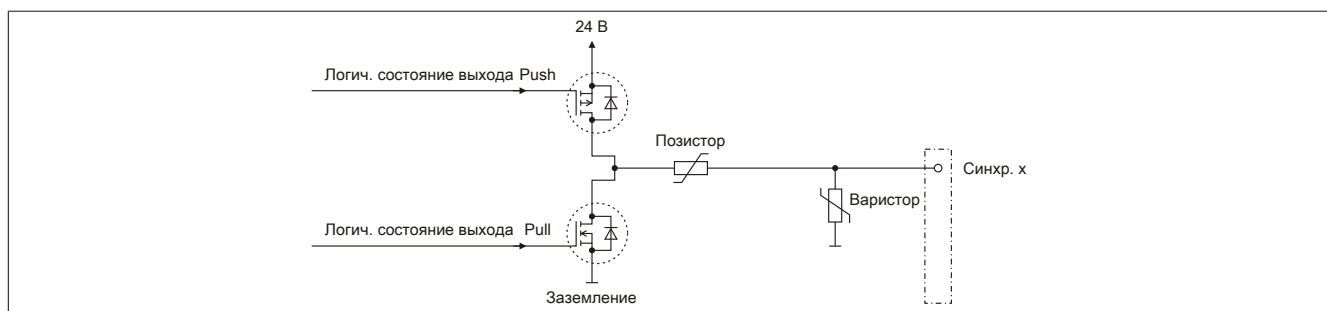 24 В
Логич. состояние выхода Push
Позистор
Синхр. x
Варистор
Логич. состояние выхода Pull
Заземление